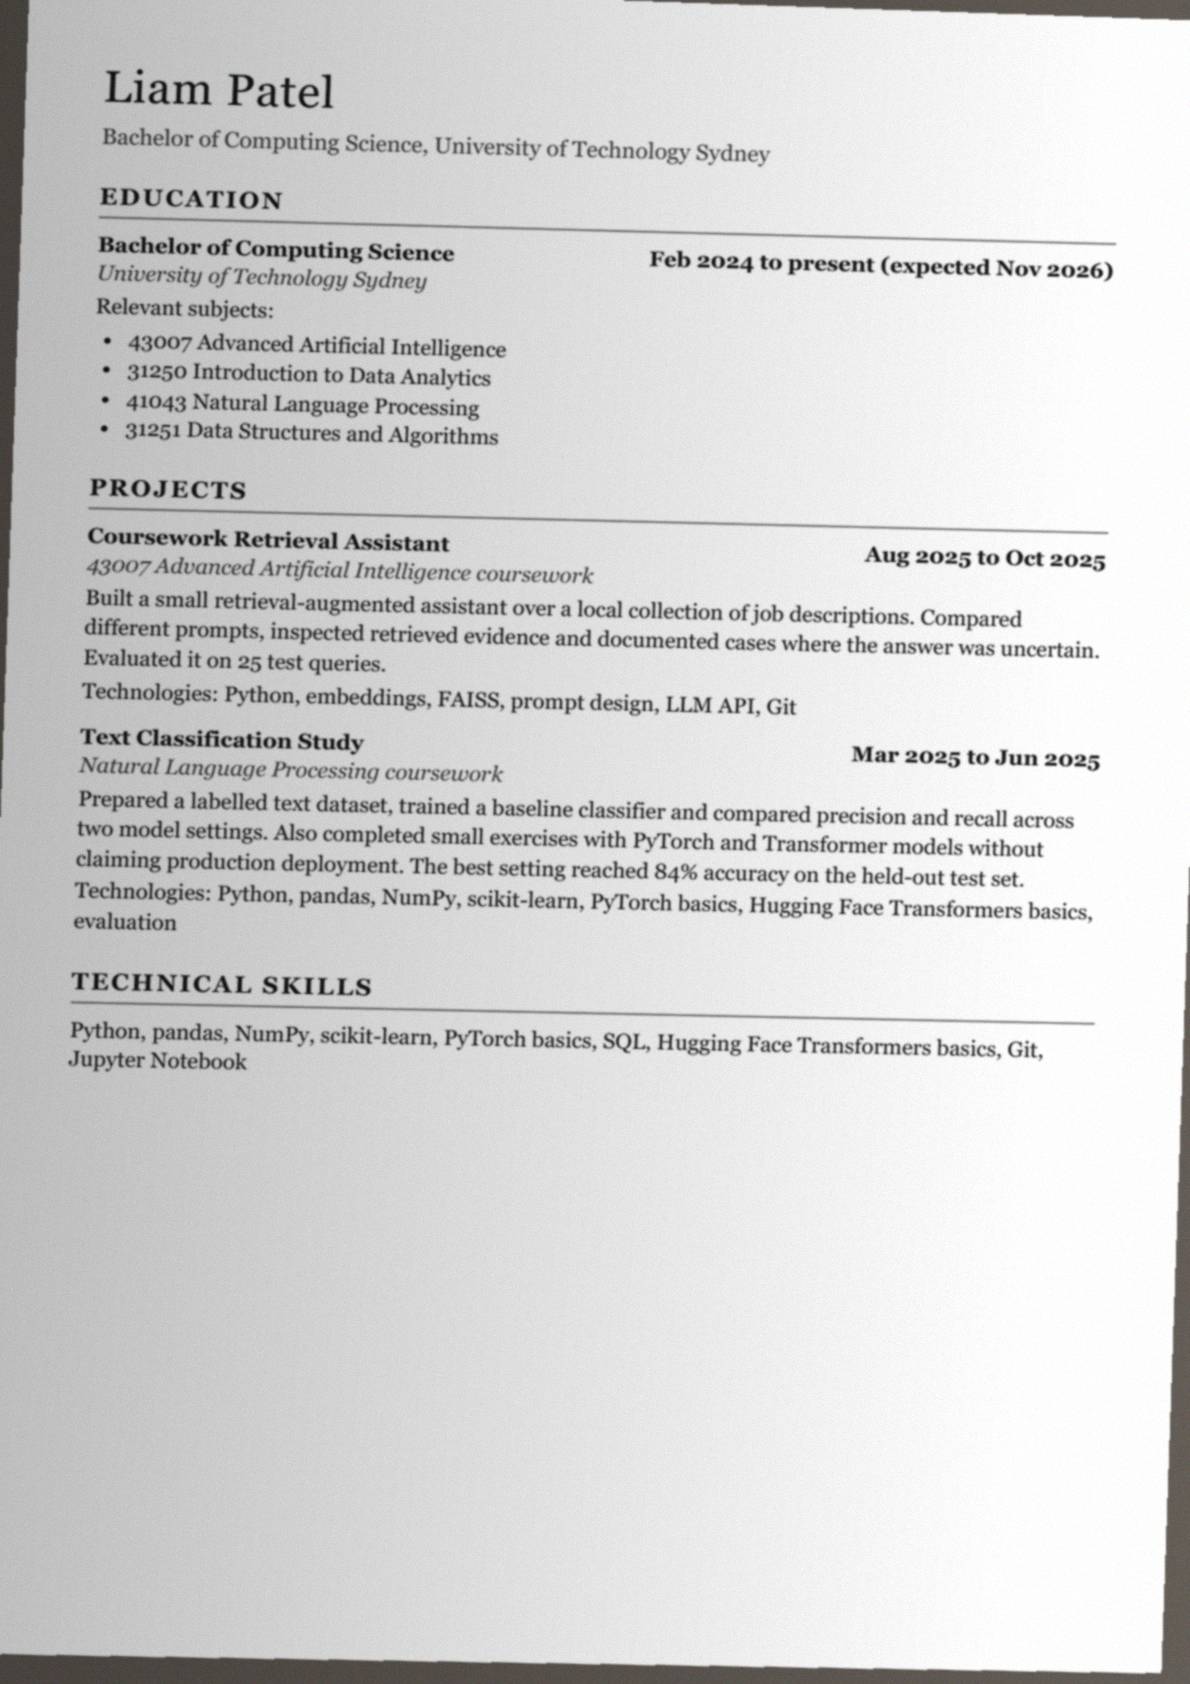 Liam Patel
Bachelor of Computing Science, University of Technology Sydney
EDUCATION
Bachelor of Computing Science Feb 2024 to present (expected Nov 2026)
University of Technology Sydney
Relevant subjects:
• 43007 Advanced Artificial Intelligence
• 31250 Introduction to Data Analytics
• 41043 Natural Language Processing
• 31251 Data Structures and Algorithms
PROJECTS
Coursework Retrieval Assistant Aug 2025 to Oct 2025
43007 Advanced Artificial Intelligence coursework
Built a small retrieval-augmented assistant over a local collection of job descriptions. Compared
different prompts, inspected retrieved evidence and documented cases where the answer was uncertain.
Evaluated it on 25 test queries.
Technologies: Python, embeddings, FAISS, prompt design, LLM API, Git
Text Classification Study Mar 2025 to Jun 2025
Natural Language Processing coursework
Prepared a labelled text dataset, trained a baseline classifier and compared precision and recall across
two model settings. Also completed small exercises with PyTorch and Transformer models without
claiming production deployment. The best setting reached 84% accuracy on the held-out test set.
Technologies: Python, pandas, NumPy, scikit-learn, PyTorch basics, Hugging Face Transformers basics,
evaluation
TECHNICAL SKILLS
Python, pandas, NumPy, scikit-learn, PyTorch basics, SQL, Hugging Face Transformers basics, Git,
Jupyter Notebook